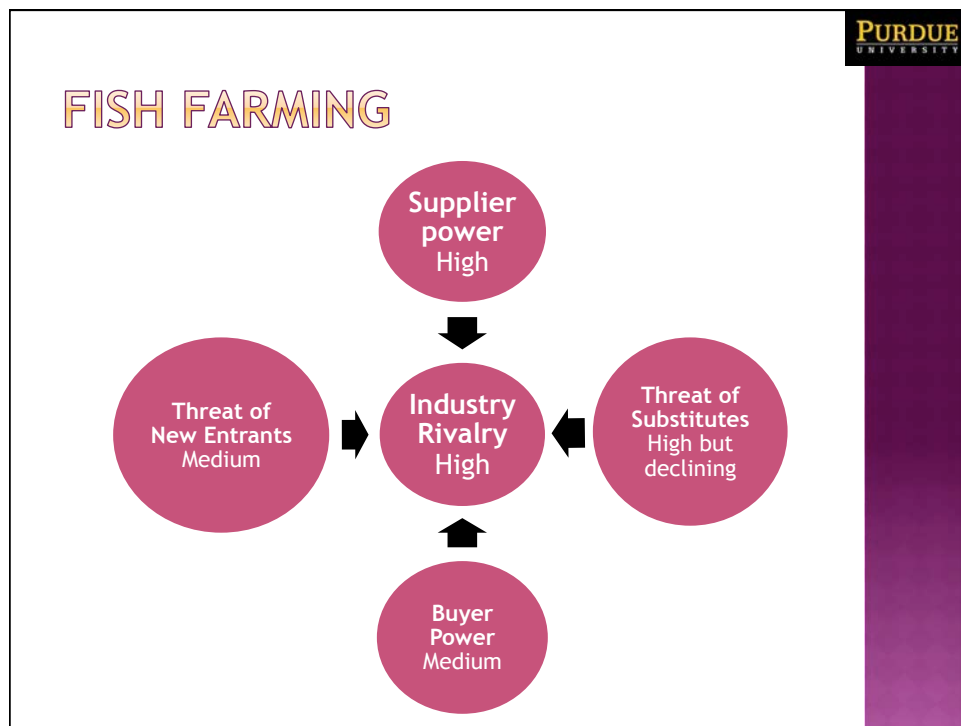 PURDUE
UNIVERSITY
FISH FARMING
Supplier
power
High
Threat of
New Entrants
Medium
Industry
Rivalry
High
Threat of
Substitutes
High but
declining
Buyer
Power
Medium